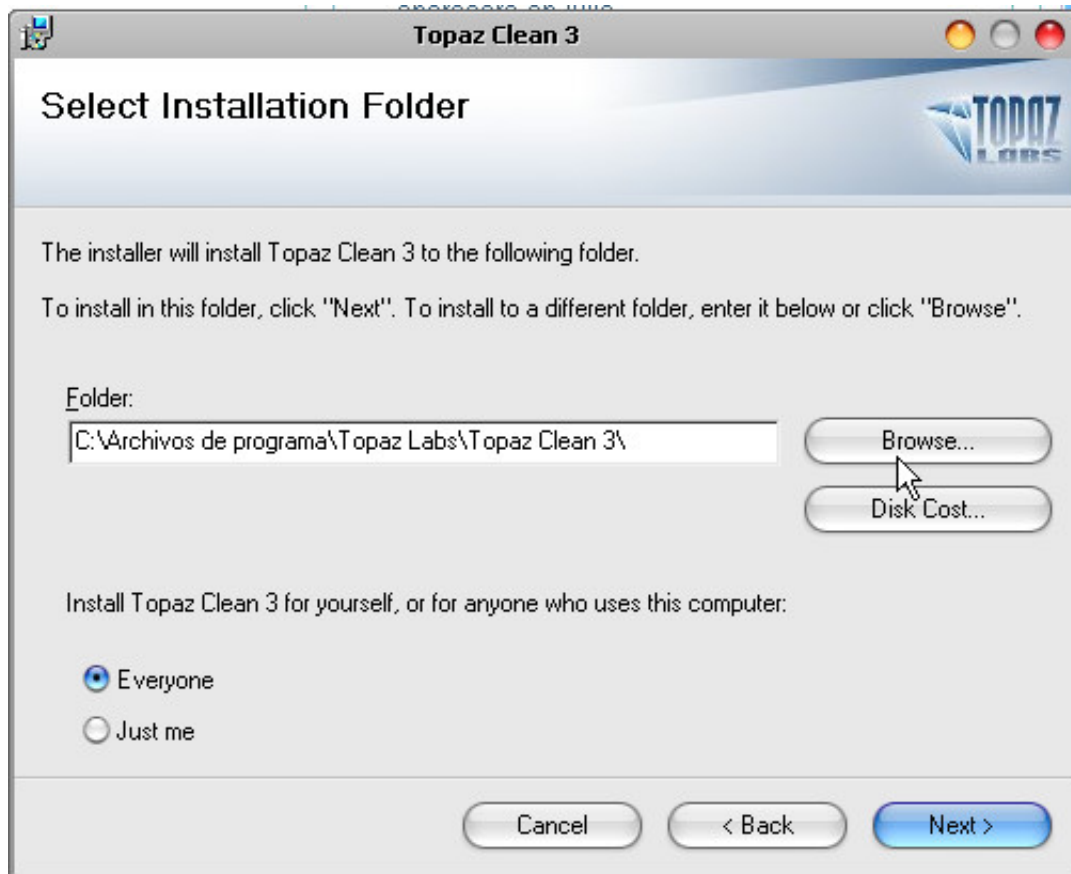 Topaz Clean 3
Select Installation Folder
TOPAZ
LABS
The installer will install Topaz Clean 3 to the following folder.
To install in this folder, click "Next". To install to a different folder, enter it below or click "Browse".
Folder:
C:\Archivos de programa\Topaz Labs\Topaz Clean 3\
Browse...
Disk Cost...
Install Topaz Clean 3 for yourself, or for anyone who uses this computer:
Everyone
Just me
Cancel
< Back
Next >